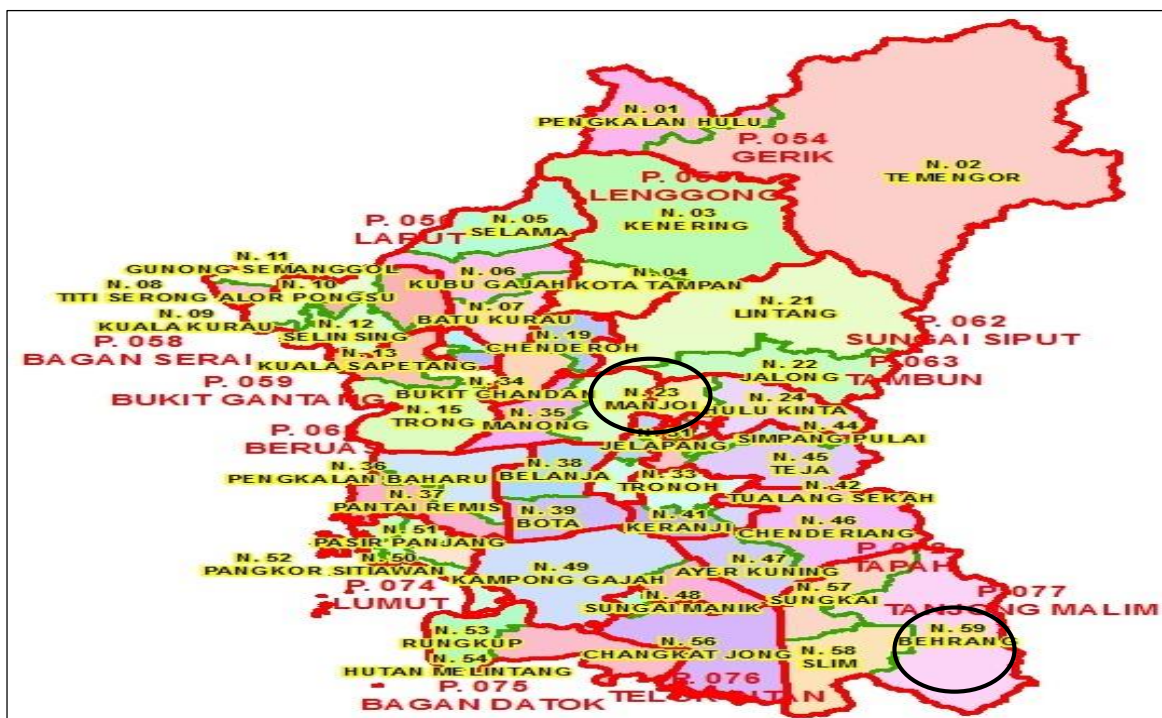 N. 01
PENGKALAN HULU
P. 054
GERIK
N. 02
TEMENGOR
LENGGONG
N. 03
KENERING
N. 05
SELAMA
LARUT
N. 11
GUNONG SEMANGGOL
N. 06
KUBU GAJAH
N. 04
KOTA TAMPAN
N. 08
TITI SERONG
N. 10
ALOR PONGSU
N. 07
BATU KURAU
N. 21
LINTANG
N. 09
KUALA KURAU
N. 12
SELINSING
N. 19
CHENDEROH
P. 062
SUNGAI SIPUT
P. 058
BAGAN SERAI
N. 13
KUALA SAPETANG
P. 063
TAMBUN
N. 22
JALONG
P. 059
BUKIT GANTANG
N. 34
BUKIT CHANDAN
N. 23
MANJOI
N. 24
HULU KINTA
N. 15
TRONG
N. 35
MANONG
N. 44
SIMPANG PULAI
BERUAS
JELAPANG
N. 45
TEJA
N. 36
PENGKALAN BAHARU
N. 38
BELANJA
N. 33
TRONOH
N. 42
TUALANG SEKAH
N. 37
PANTAI REMIS
N. 39
BOTA
N. 41
KERANJI
N. 46
CHENDERIANG
N. 51
PASIR PANJANG
N. 52
PANGKOR
N. 50
SITIAWAN
N. 49
KAMPONG GAJAH
N. 47
AYER KUNING
TAPAH
P. 074
LUMUT
N. 48
SUNGAI MANIK
N. 57
SUNGKAI
P. 077
TANJONG MALIM
N. 53
RUNGKUP
N. 56
CHANGKAT JONG
N. 58
SLIM
N. 59
BEHRANG
N. 54
HUTAN MELINTANG
P. 075
BAGAN DATOK
P. 076
TELOK INTAN